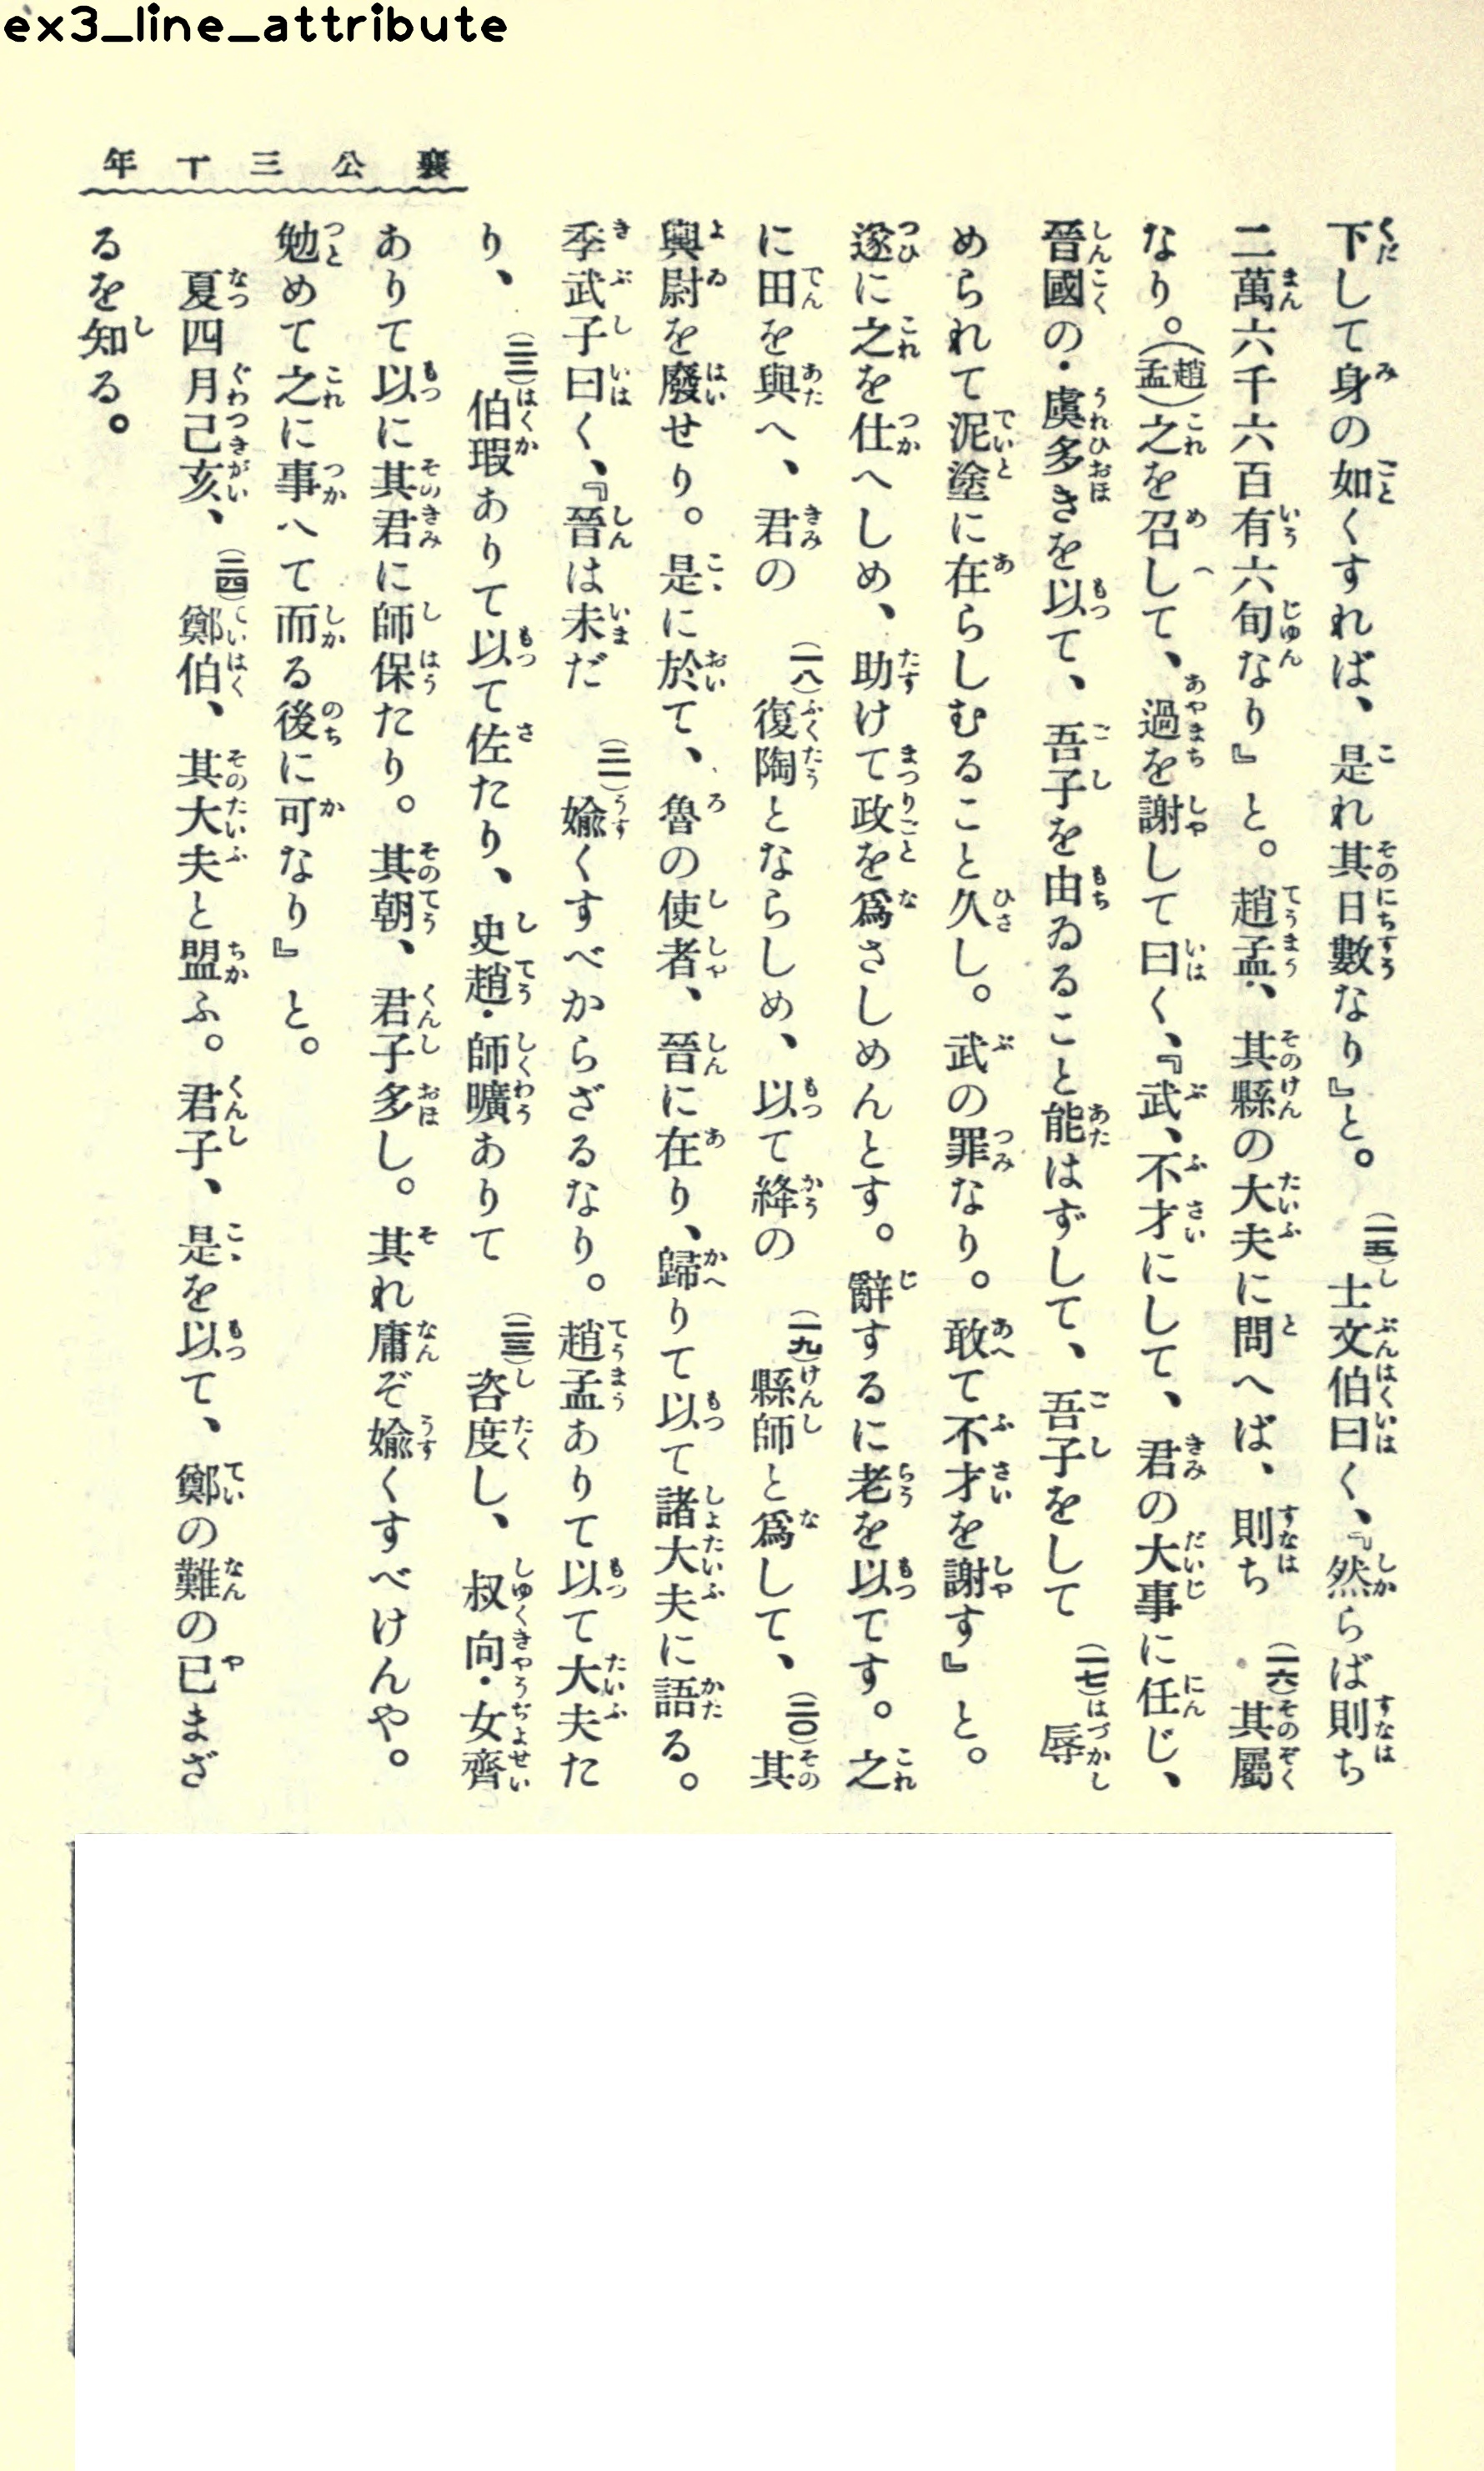 ex3_line_attribute
襄公三十年
下して身の如くすれば、是れ其日數なり』と。(一五)士文伯曰く、『然らば則ち
二萬六千六百有六旬なり』と。趙孟、其縣の大夫に問へば、則ち(一六)其屬
なり。(趙孟)之を召して、過を謝して曰く、『武、不才にして、君の大事に任じ、
晉國の・虞多きを以て、吾子を由ゐること能はずして、吾子をして(一七)辱
められて泥塗に在らしむること久し。武の罪なり。敢て不才を謝す』と。
遂に之を仕へしめ、助けて政を爲さしめんとす。辭するに老を以てす。之
に田を與へ、君の(一八)復陶とならしめ、以て絳の(一九)縣師と爲して、(二〇)其
輿尉を廢せり。是に於て、魯の使者、晉に在り、歸りて以て諸大夫に語る。
季武子曰く、『晉は未だ(二一)媮くすべからざるなり。趙孟ありて以て大夫た
り、(二二)伯瑕ありて以て佐たり、史趙・師曠ありて(二三)咨度し、叔向・女齊
ありて以に其君に師保たり。其朝、君子多し。其れ庸ぞ媮くすべけんや。
勉めて之に事へて而る後に可なり』と。
夏四月己亥、(二四)鄭伯、其大夫と盟ふ。君子、是を以て、鄭の難の已まざ
るを知る。